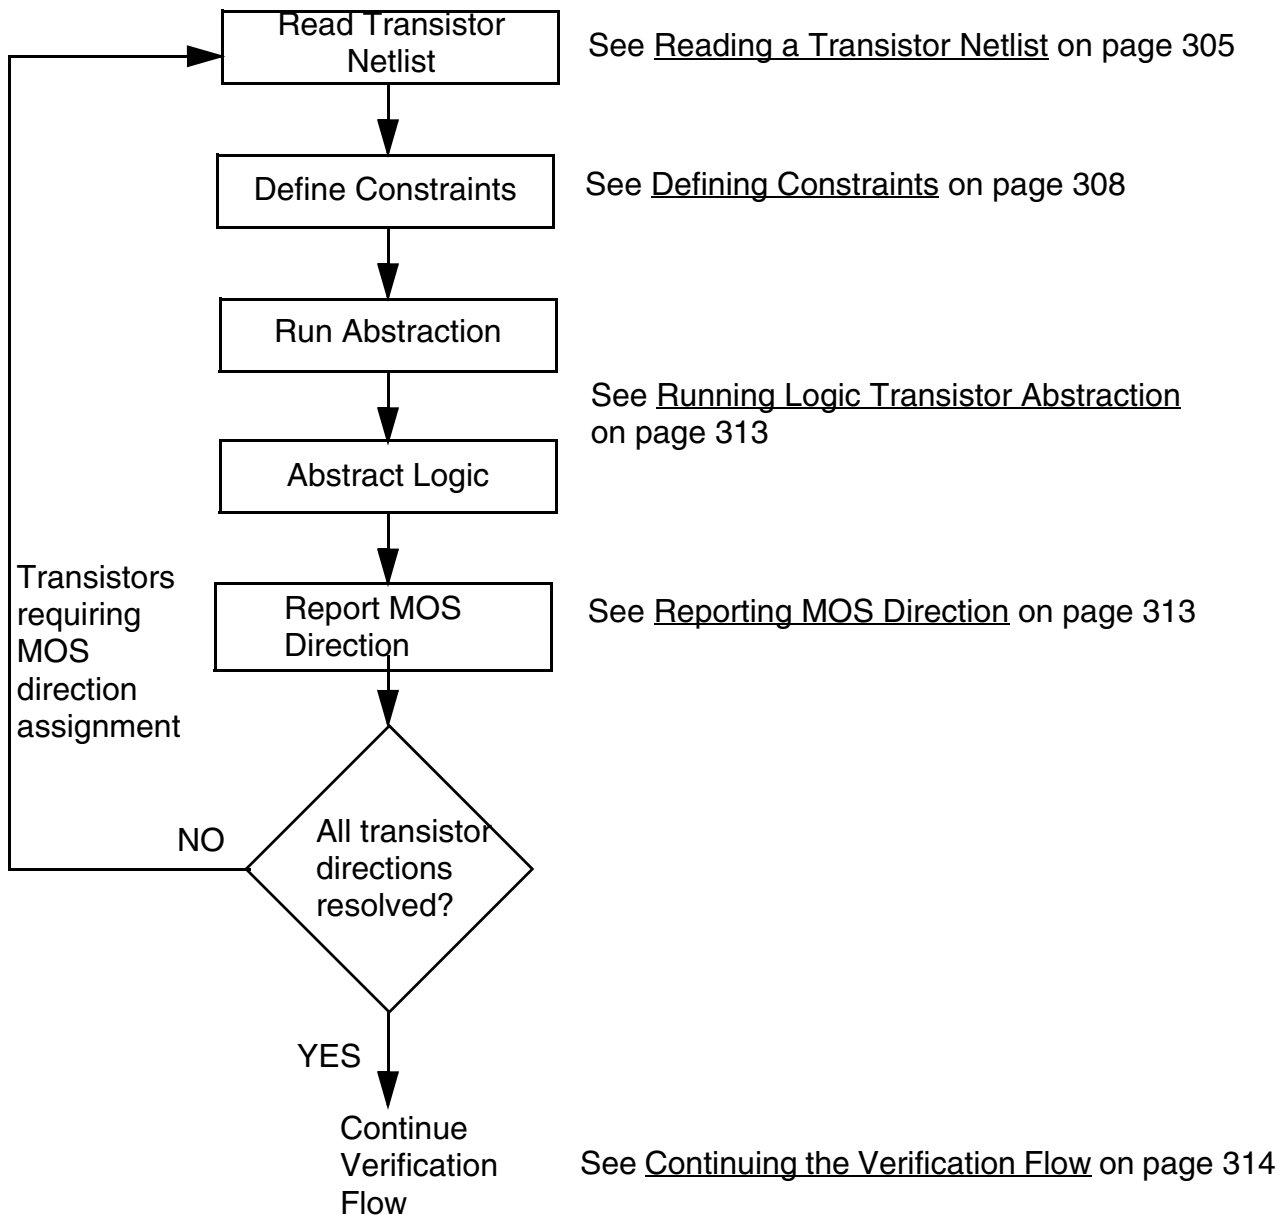 Read Transistor
Netlist
See Reading a Transistor Netlist on page 305
Define Constraints
See Defining Constraints on page 308
Run Abstraction
See Running Logic Transistor Abstraction
on page 313
Abstract Logic
Transistors
requiring
MOS
direction
assignment
Report MOS
Direction
See Reporting MOS Direction on page 313
NO
All transistor
directions
resolved?
YES
Continue
Verification
Flow
See Continuing the Verification Flow on page 314